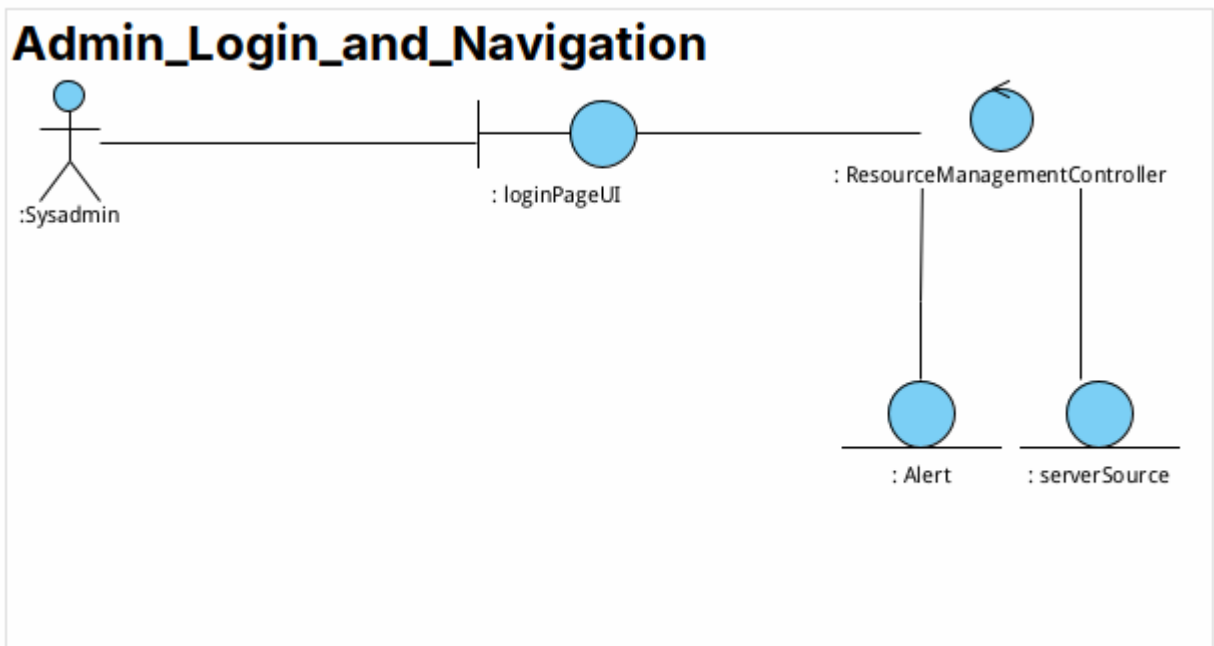 Admin_Login_and_Navigation
:Sysadmin
: loginPageUI
: ResourceManagementController
: Alert
: serverSource